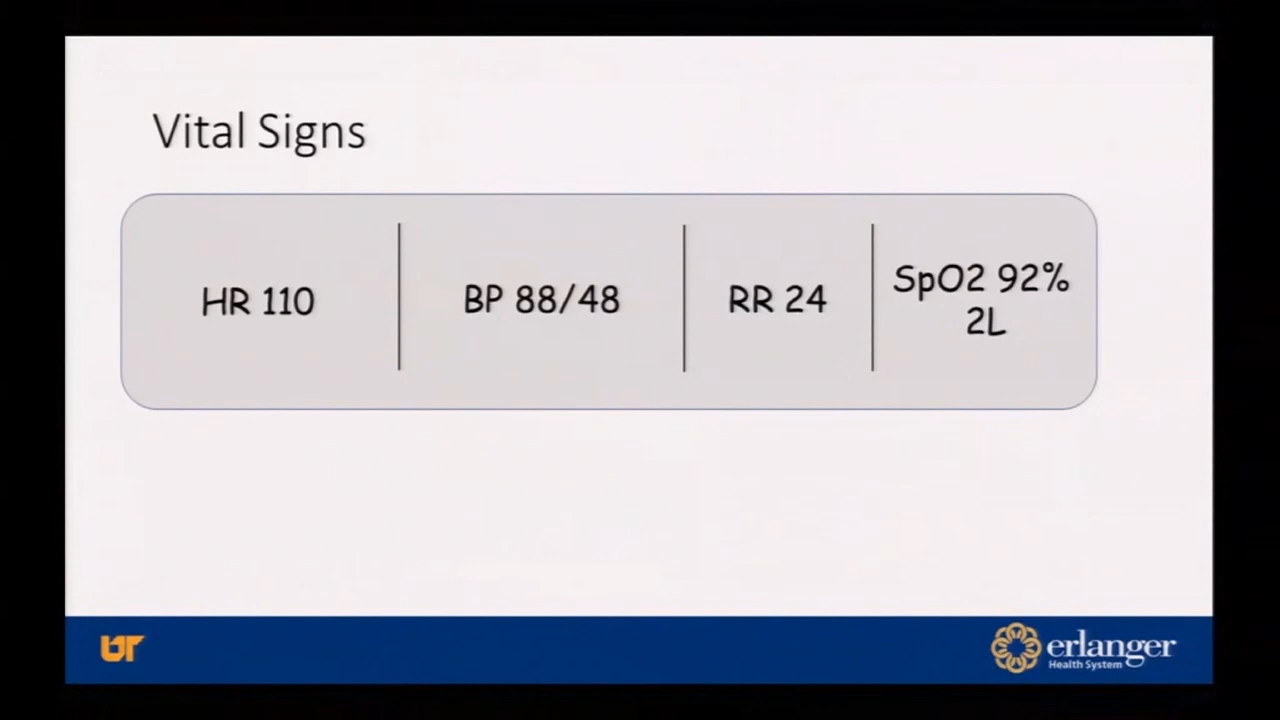 Vital Signs
HR 110
BP 88/48
RR 24
SpO2 92%
2L
UT
erlanger
Health System